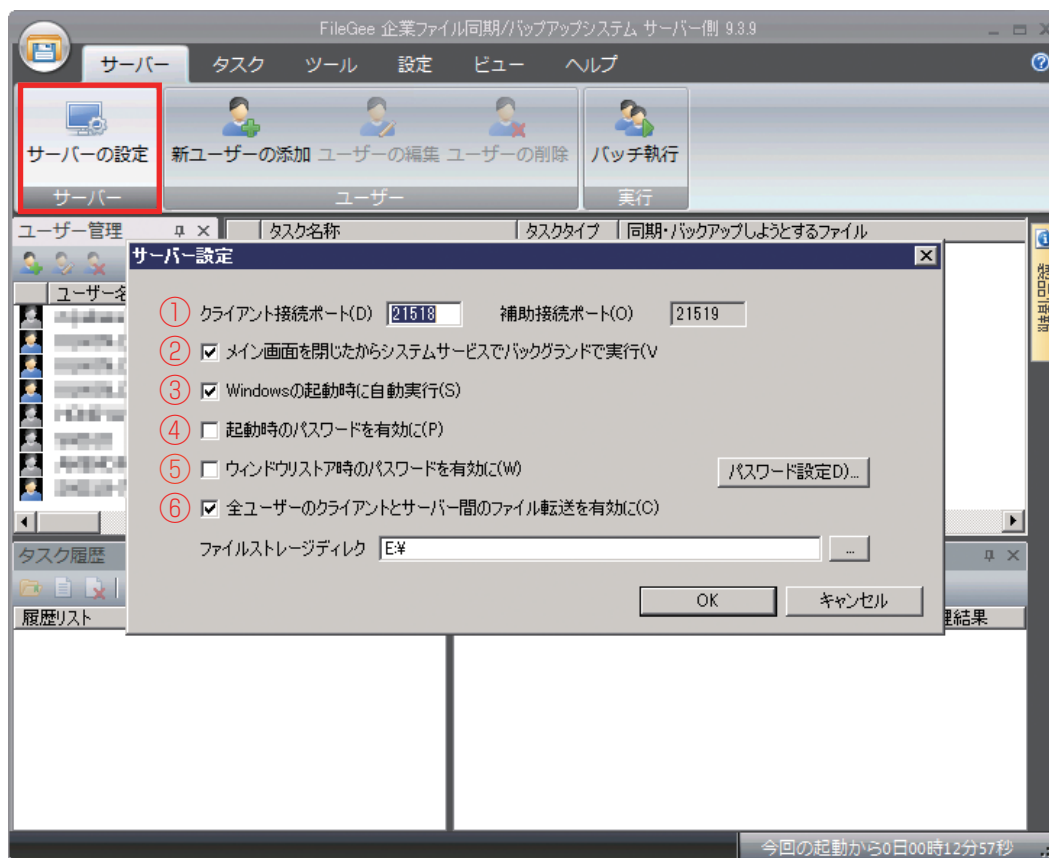 FileGee 企業ファイル同期/バップアップシステム サーバー側 9.3.9
サーバー タスク ツール 設定 ビュー ヘルプ
サーバーの設定 新ユーザーの添加 ユーザーの編集 ユーザーの削除 バッチ執行
サーバー ユーザー 実行
ユーザー管理 タスク名称 タスクタイプ 同期・バックアップしようとするファイル
サーバー設定
ユーザー名
① クライアント接続ポート(D) 21518 補助接続ポート(O) 21519
② メイン画面を閉じたからシステムサービスでバックグランドで実行(V
③ Windowsの起動時に自動実行(S)
④ 起動時のパスワードを有効に(P)
⑤ ウィンドウリストア時のパスワードを有効に(W) パスワード設定D)...
⑥ 全ユーザーのクライアントとサーバー間のファイル転送を有効に(C)
ファイルストレージディレク E:¥ ...
タスク履歴
OK キャンセル
履歴リスト 理結果
今回の起動から0日00時12分57秒